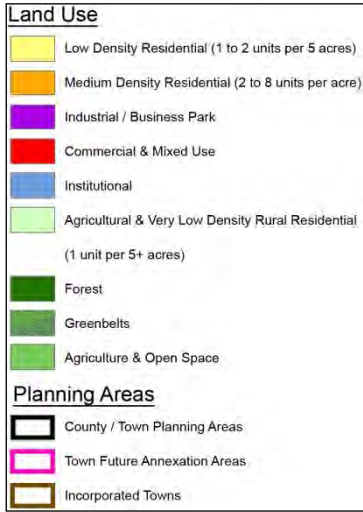 Land Use
Low Density Residential (1 to 2 units per 5 acres)
Medium Density Residential (2 to 8 units per acre)
Industrial / Business Park
Commercial & Mixed Use
Institutional
Agricultural & Very Low Density Rural Residential
(1 unit per 5+ acres)
Forest
Greenbelts
Agriculture & Open Space
Planning Areas
County / Town Planning Areas
Town Future Annexation Areas
Incorporated Towns